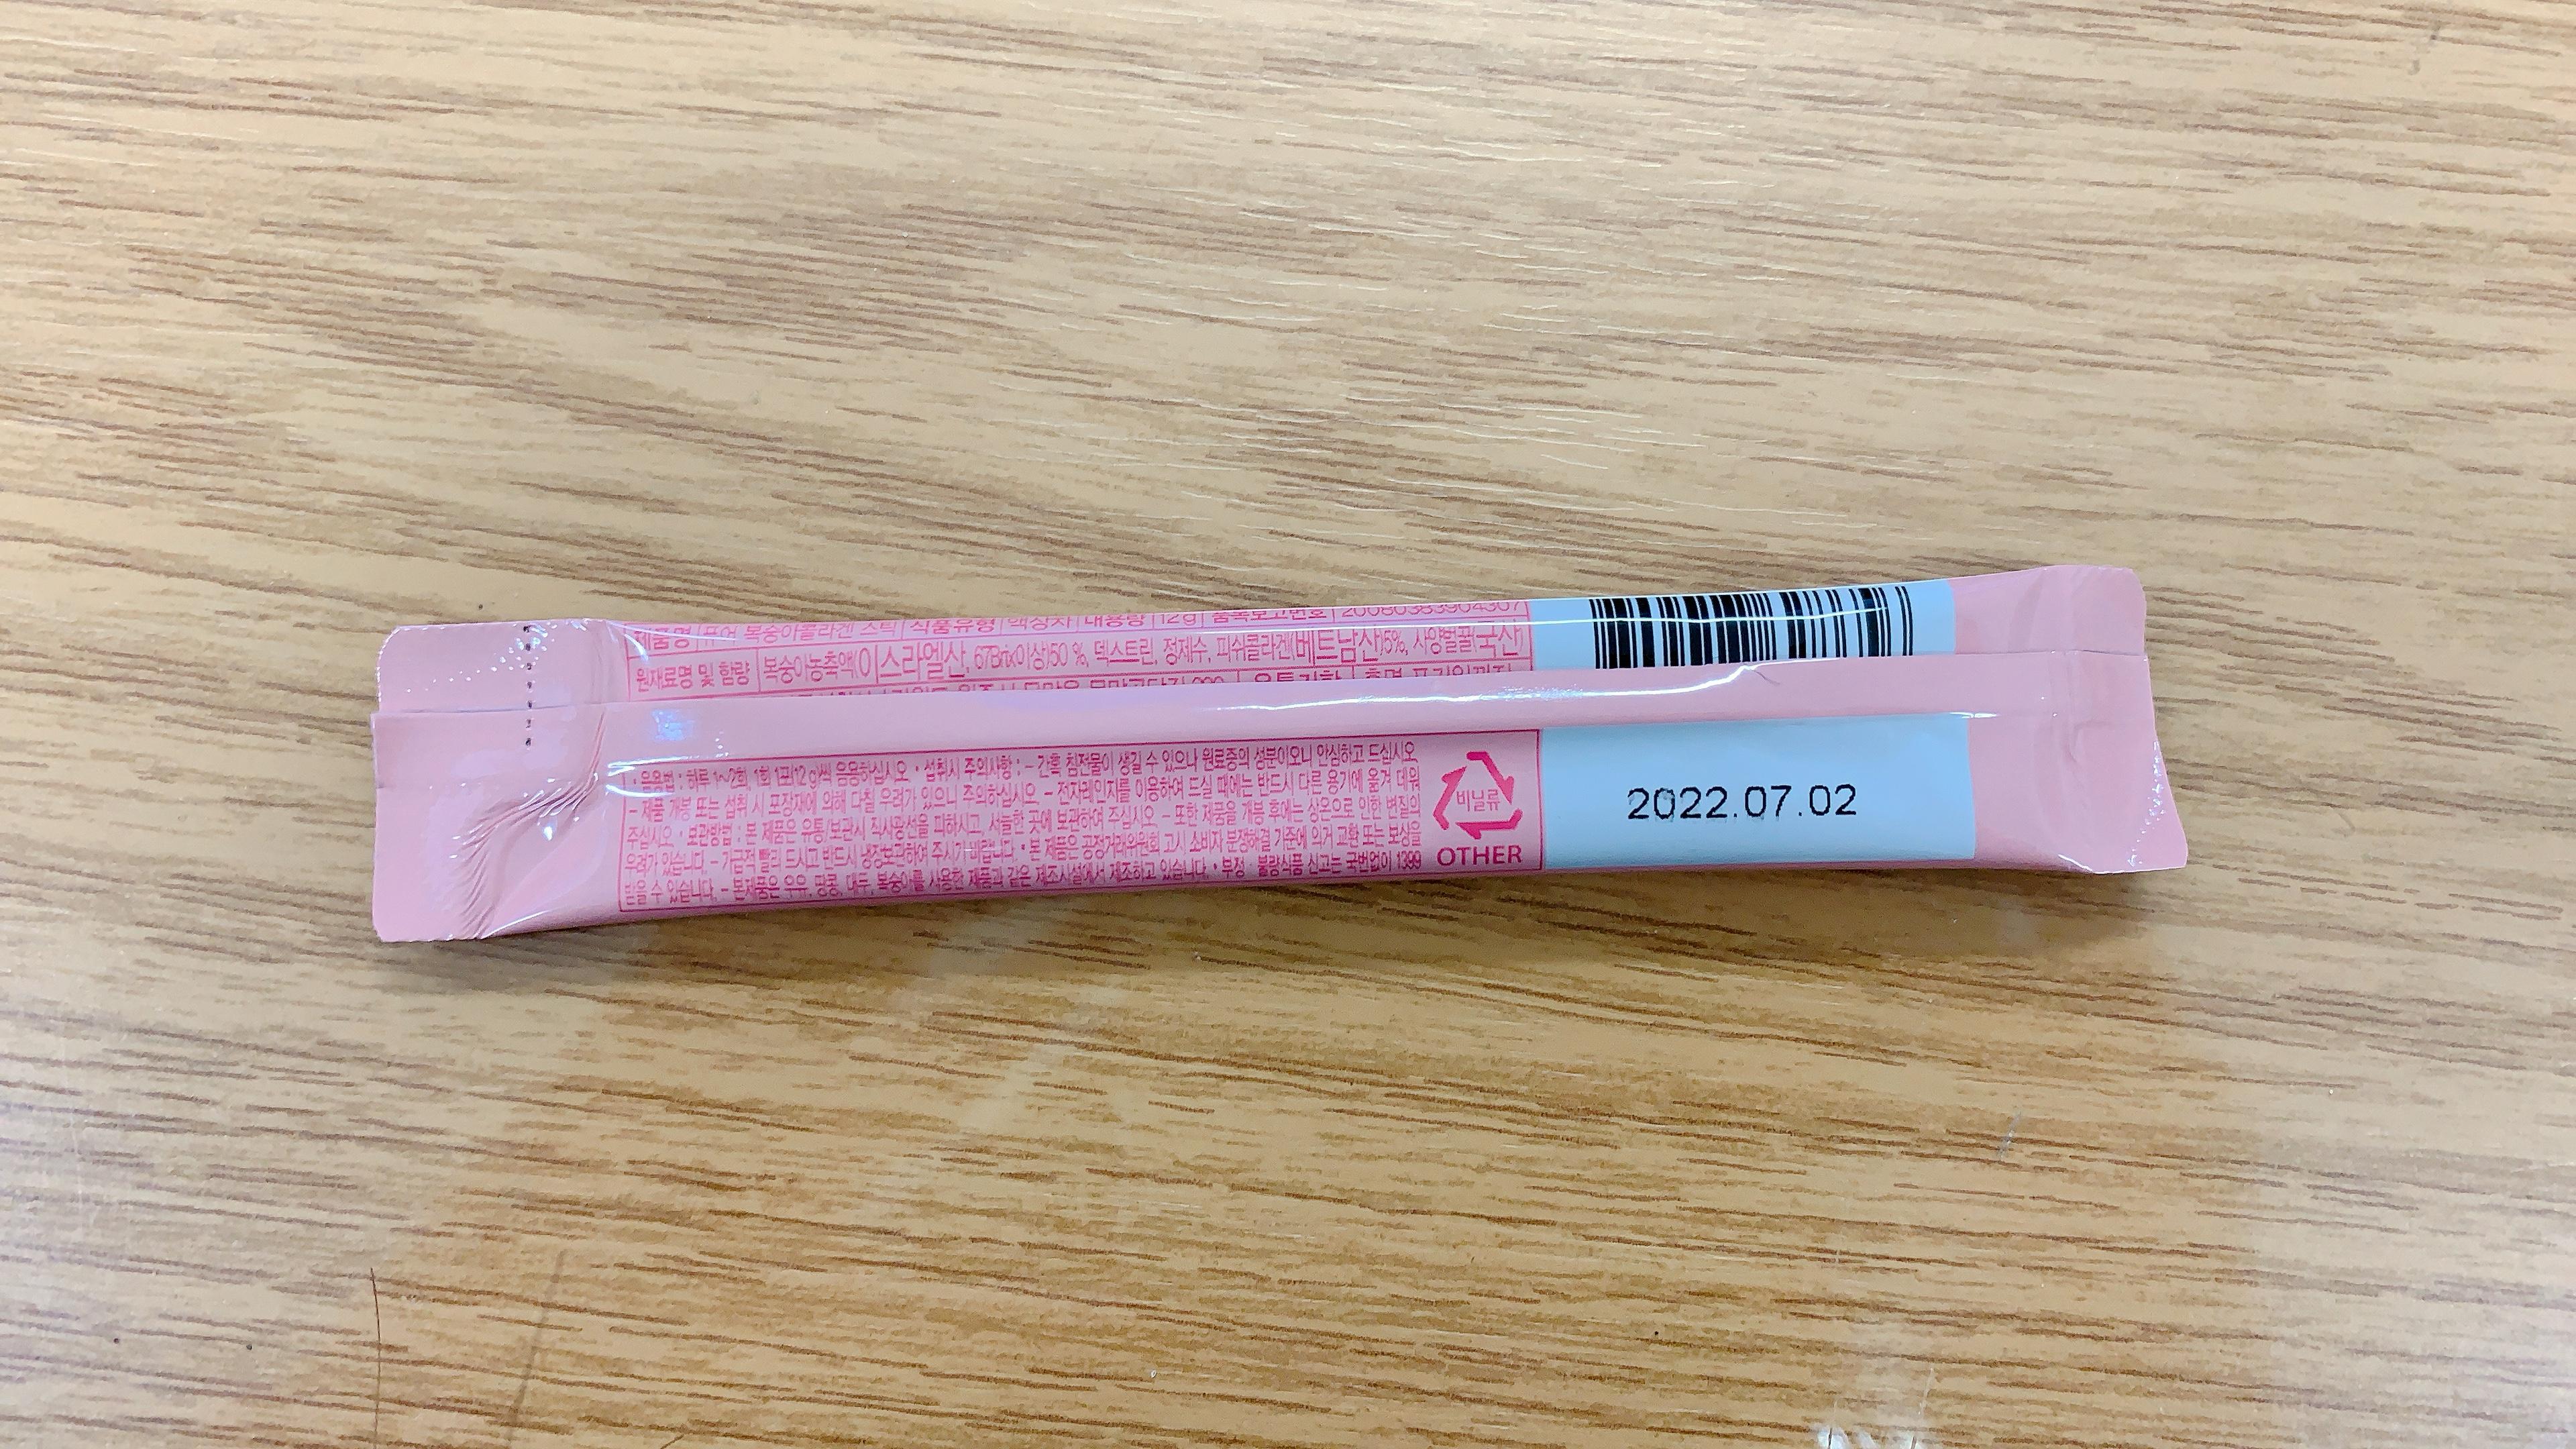 제품명 퓨어 복숭아콜라겐 스틱 식품유형 액상차 내용량 12g 품목보고번호 20080383904307
원재료명 및 함량 복숭아농축액(이스라엘산, 67Brix이상)50 %, 덱스트린, 정제수, 피쉬콜라겐(베트남산)5%, 사양벌꿀(국산)
• 음용법 : 하루 1~2회, 1회 1포(12 g)씩 음용하십시오 • 섭취시 주의사항 : – 간혹 침전물이 생길 수 있으나 원료중의 성분이오니 안심하고 드십시오
– 제품 개봉 또는 섭취 시 포장재에 의해 다칠 우려가 있으니 주의하십시오. – 전자레인지를 이용하여 드실 때에는 반드시 다른 용기에 옮겨 데워
주십시오 • 보관방법 : 본 제품은 유통/보관시 직사광선을 피하시고, 서늘한 곳에 보관하여 주십시오 – 또한 제품을 개봉 후에는 상온으로 인한 변질의
우려가 있습니다. – 가급적 빨리 드시고 반드시 냉장보관하여 주시기 바랍니다. • 본 제품은 공정거래위원회 고시 소비자 분쟁해결 기준에 의거 교환 또는 보상을
받을 수 있습니다. – 본제품은 우유, 땅콩, 대두, 복숭아를 사용한 제품과 같은 제조시설에서 제조하고 있습니다. • 부정 · 불량식품 신고는 국번없이 1399
비닐류
OTHER
2022.07.02